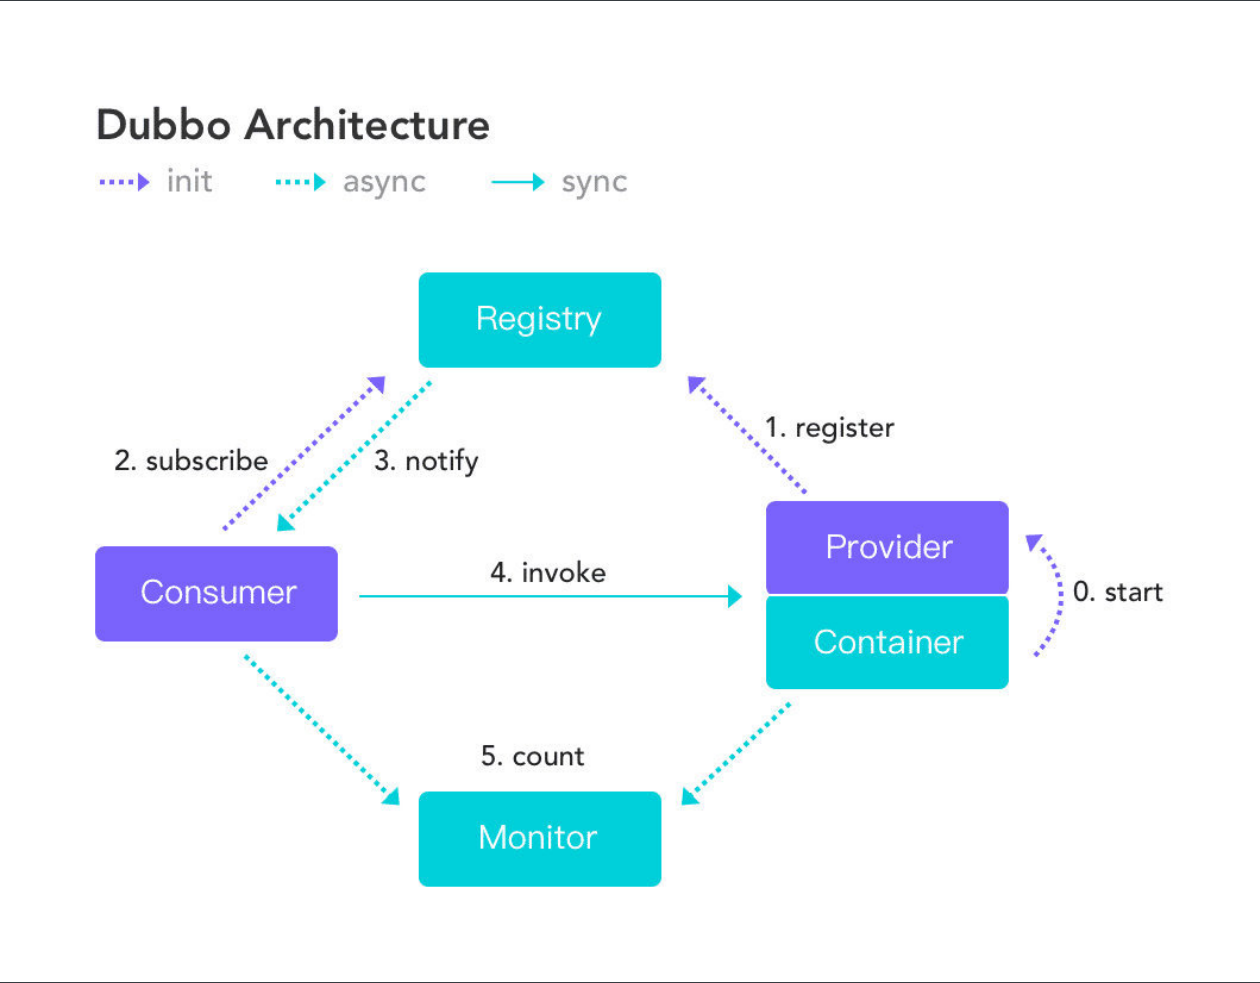 Dubbo Architecture
init async sync
Registry
1. register
2. subscribe 3. notify
Provider
4. invoke
Consumer 0. start
Container
5. count
Monitor